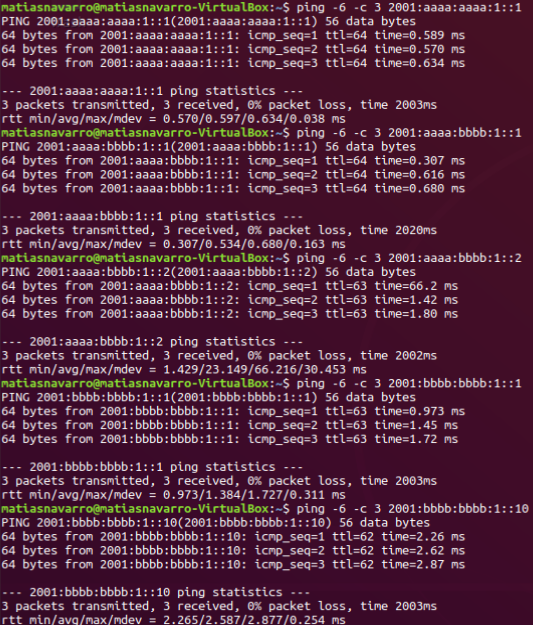 matiasnavarro@matiasnavarro-VirtualBox:~$ ping -6 -c 3 2001:aaaa:aaaa:1::1
PING 2001:aaaa:aaaa:1::1(2001:aaaa:aaaa:1::1) 56 data bytes
64 bytes from 2001:aaaa:aaaa:1::1: icmp_seq=1 ttl=64 time=0.589 ms
64 bytes from 2001:aaaa:aaaa:1::1: icmp_seq=2 ttl=64 time=0.570 ms
64 bytes from 2001:aaaa:aaaa:1::1: icmp_seq=3 ttl=64 time=0.634 ms

--- 2001:aaaa:aaaa:1::1 ping statistics ---
3 packets transmitted, 3 received, 0% packet loss, time 2003ms
rtt min/avg/max/mdev = 0.570/0.597/0.634/0.038 ms
matiasnavarro@matiasnavarro-VirtualBox:~$ ping -6 -c 3 2001:aaaa:bbbb:1::1
PING 2001:aaaa:bbbb:1::1(2001:aaaa:bbbb:1::1) 56 data bytes
64 bytes from 2001:aaaa:bbbb:1::1: icmp_seq=1 ttl=64 time=0.307 ms
64 bytes from 2001:aaaa:bbbb:1::1: icmp_seq=2 ttl=64 time=0.616 ms
64 bytes from 2001:aaaa:bbbb:1::1: icmp_seq=3 ttl=64 time=0.680 ms

--- 2001:aaaa:bbbb:1::1 ping statistics ---
3 packets transmitted, 3 received, 0% packet loss, time 2020ms
rtt min/avg/max/mdev = 0.307/0.534/0.680/0.163 ms
matiasnavarro@matiasnavarro-VirtualBox:~$ ping -6 -c 3 2001:aaaa:bbbb:1::2
PING 2001:aaaa:bbbb:1::2(2001:aaaa:bbbb:1::2) 56 data bytes
64 bytes from 2001:aaaa:bbbb:1::2: icmp_seq=1 ttl=63 time=66.2 ms
64 bytes from 2001:aaaa:bbbb:1::2: icmp_seq=2 ttl=63 time=1.42 ms
64 bytes from 2001:aaaa:bbbb:1::2: icmp_seq=3 ttl=63 time=1.80 ms

--- 2001:aaaa:bbbb:1::2 ping statistics ---
3 packets transmitted, 3 received, 0% packet loss, time 2002ms
rtt min/avg/max/mdev = 1.429/23.149/66.216/30.453 ms
matiasnavarro@matiasnavarro-VirtualBox:~$ ping -6 -c 3 2001:bbbb:bbbb:1::1
PING 2001:bbbb:bbbb:1::1(2001:bbbb:bbbb:1::1) 56 data bytes
64 bytes from 2001:bbbb:bbbb:1::1: icmp_seq=1 ttl=63 time=0.973 ms
64 bytes from 2001:bbbb:bbbb:1::1: icmp_seq=2 ttl=63 time=1.45 ms
64 bytes from 2001:bbbb:bbbb:1::1: icmp_seq=3 ttl=63 time=1.72 ms

--- 2001:bbbb:bbbb:1::1 ping statistics ---
3 packets transmitted, 3 received, 0% packet loss, time 2003ms
rtt min/avg/max/mdev = 0.973/1.384/1.727/0.311 ms
matiasnavarro@matiasnavarro-VirtualBox:~$ ping -6 -c 3 2001:bbbb:bbbb:1::10
PING 2001:bbbb:bbbb:1::10(2001:bbbb:bbbb:1::10) 56 data bytes
64 bytes from 2001:bbbb:bbbb:1::10: icmp_seq=1 ttl=62 time=2.26 ms
64 bytes from 2001:bbbb:bbbb:1::10: icmp_seq=2 ttl=62 time=2.62 ms
64 bytes from 2001:bbbb:bbbb:1::10: icmp_seq=3 ttl=62 time=2.87 ms

--- 2001:bbbb:bbbb:1::10 ping statistics ---
3 packets transmitted, 3 received, 0% packet loss, time 2003ms
rtt min/avg/max/mdev = 2.265/2.587/2.877/0.254 ms